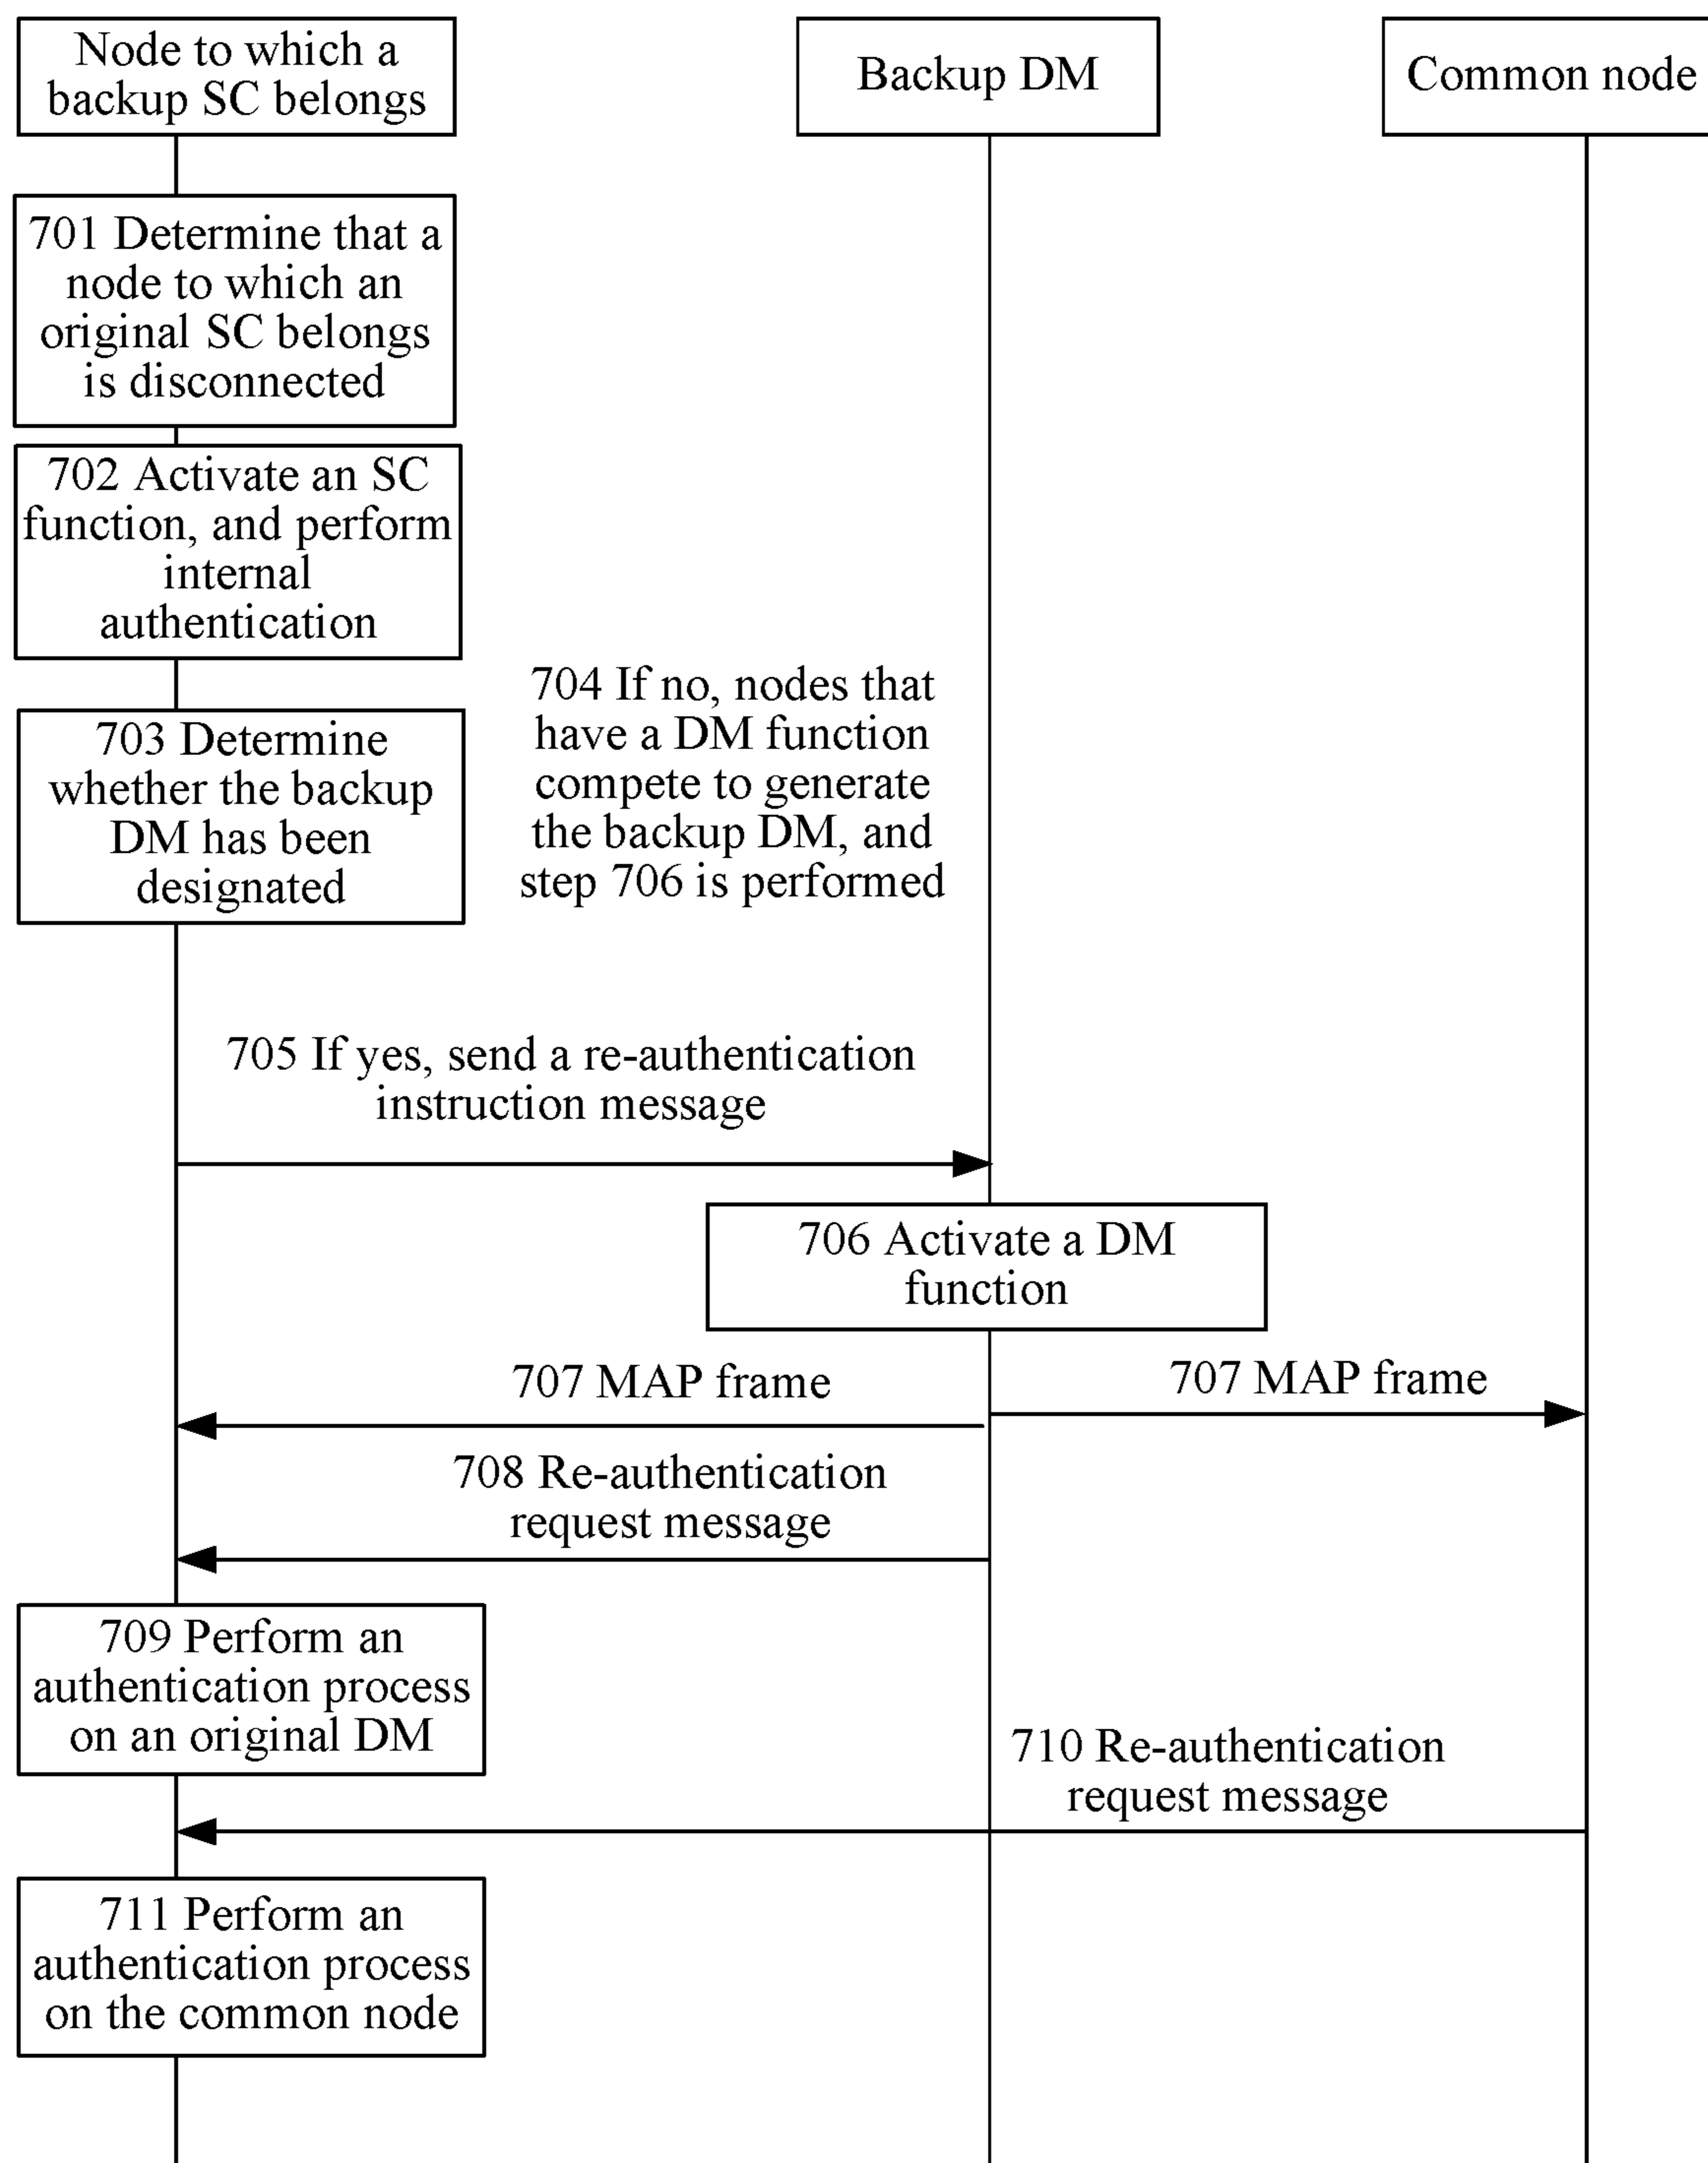 Node to which a
backup SC belongs
Backup DM
Common node
701 Determine that a
node to which an
original SC belongs
is disconnected
702 Activate an SC
function, and perform
internal
authentication
703 Determine
whether the backup
DM has been
designated
704 If no, nodes that
have a DM function
compete to generate
the backup DM, and
step 706 is performed
705 If yes, send a re-authentication
instruction message
706 Activate a DM
function
707 MAP frame
707 MAP frame
708 Re-authentication
request message
709 Perform an
authentication process
on an original DM
710 Re-authentication
request message
711 Perform an
authentication process
on the common node